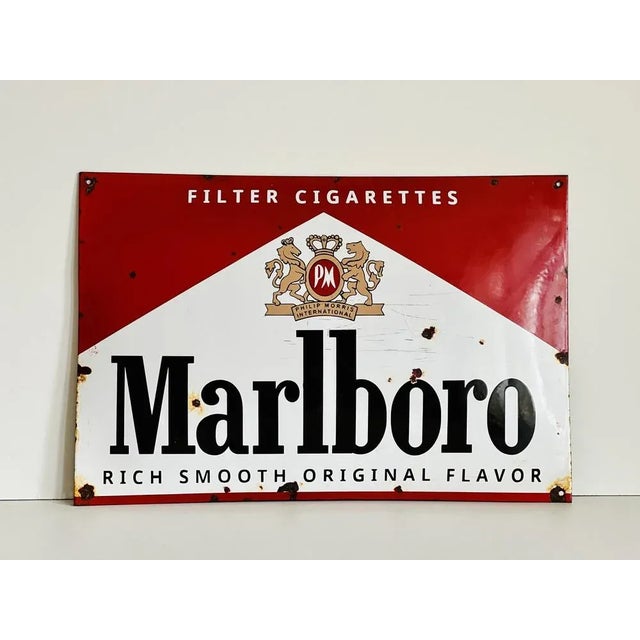 FILTER CIGARETTES
PM
PHILIP MORRIS
INTERNATIONAL
Marlboro
RICH SMOOTH ORIGINAL FLAVOR